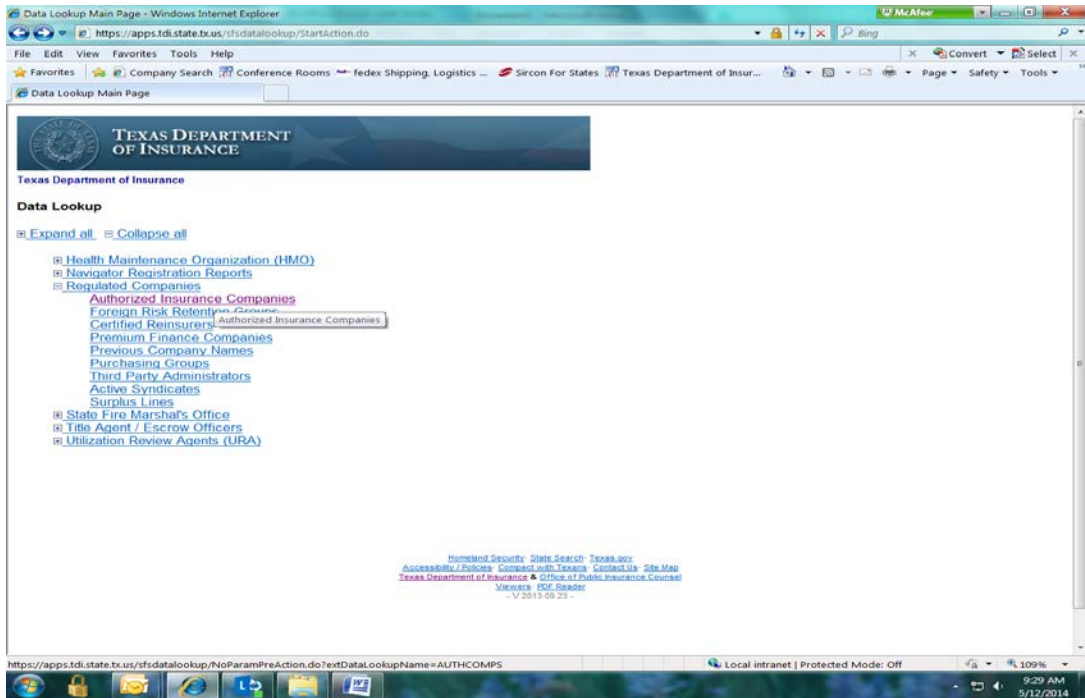 Data Lookup Main Page - Windows Internet Explorer
McAfee
https://apps.tdi.state.tx.us/sfsdatalookup/StartAction.do
Bing
File Edit View Favorites Tools Help
Convert Select
Favorites Company Search Conference Rooms fedex Shipping, Logistics ... Sircon For States Texas Department of Insur...
Page Safety Tools
Data Lookup Main Page
TEXAS DEPARTMENT
OF INSURANCE
Texas Department of Insurance
Data Lookup
Expand all Collapse all
Health Maintenance Organization (HMO)
Navigator Registration Reports
Regulated Companies
Authorized Insurance Companies
Foreign Risk Retention Groups
Authorized Insurance Companies
Certified Reinsurers
Premium Finance Companies
Previous Company Names
Purchasing Groups
Third Party Administrators
Active Syndicates
Surplus Lines
State Fire Marshal's Office
Title Agent / Escrow Officers
Utilization Review Agents (URA)
Homeland Security· State Search· Texas.gov
Accessibility / Policies· Compact with Texans· Contact Us· Site Map
Texas Department of Insurance & Office of Public Insurance Counsel
Viewers· PDF Reader
- V 2013.09.23 -
https://apps.tdi.state.tx.us/sfsdatalookup/NoParamPreAction.do?extDataLookupName=AUTHCOMPS
Local intranet | Protected Mode: Off
109%
9:29 AM
5/12/2014